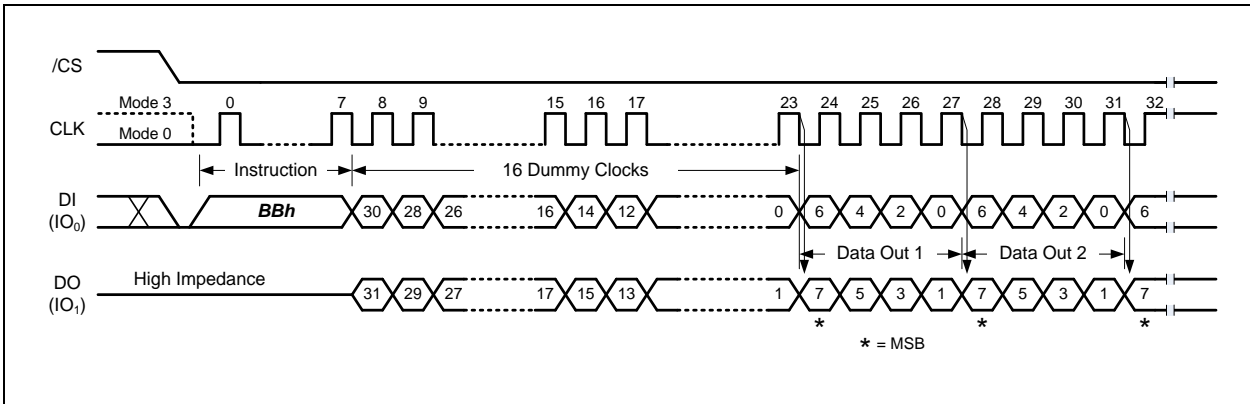 /CS
Mode 3 0 7 8 9 15 16 17 23 24 25 26 27 28 29 30 31 32
CLK Mode 0
Instruction 16 Dummy Clocks
DI
(IO0) BBh 30 28 26 16 14 12 0 6 4 2 0 6 4 2 0 6
Data Out 1 Data Out 2
DO High Impedance
(IO1) 31 29 27 17 15 13 1 7 5 3 1 7 5 3 1 7
* * *
* = MSB